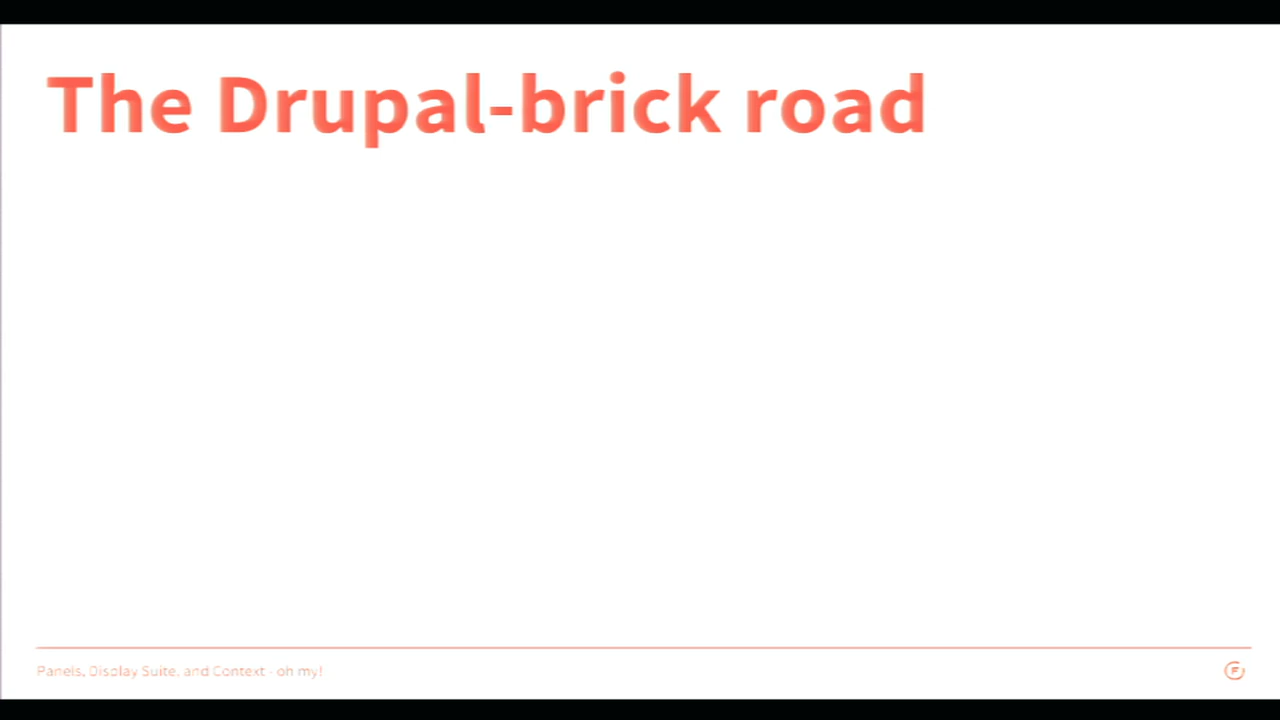 The Drupal-brick road
Panels, Display Suite, and Context - oh my!
F